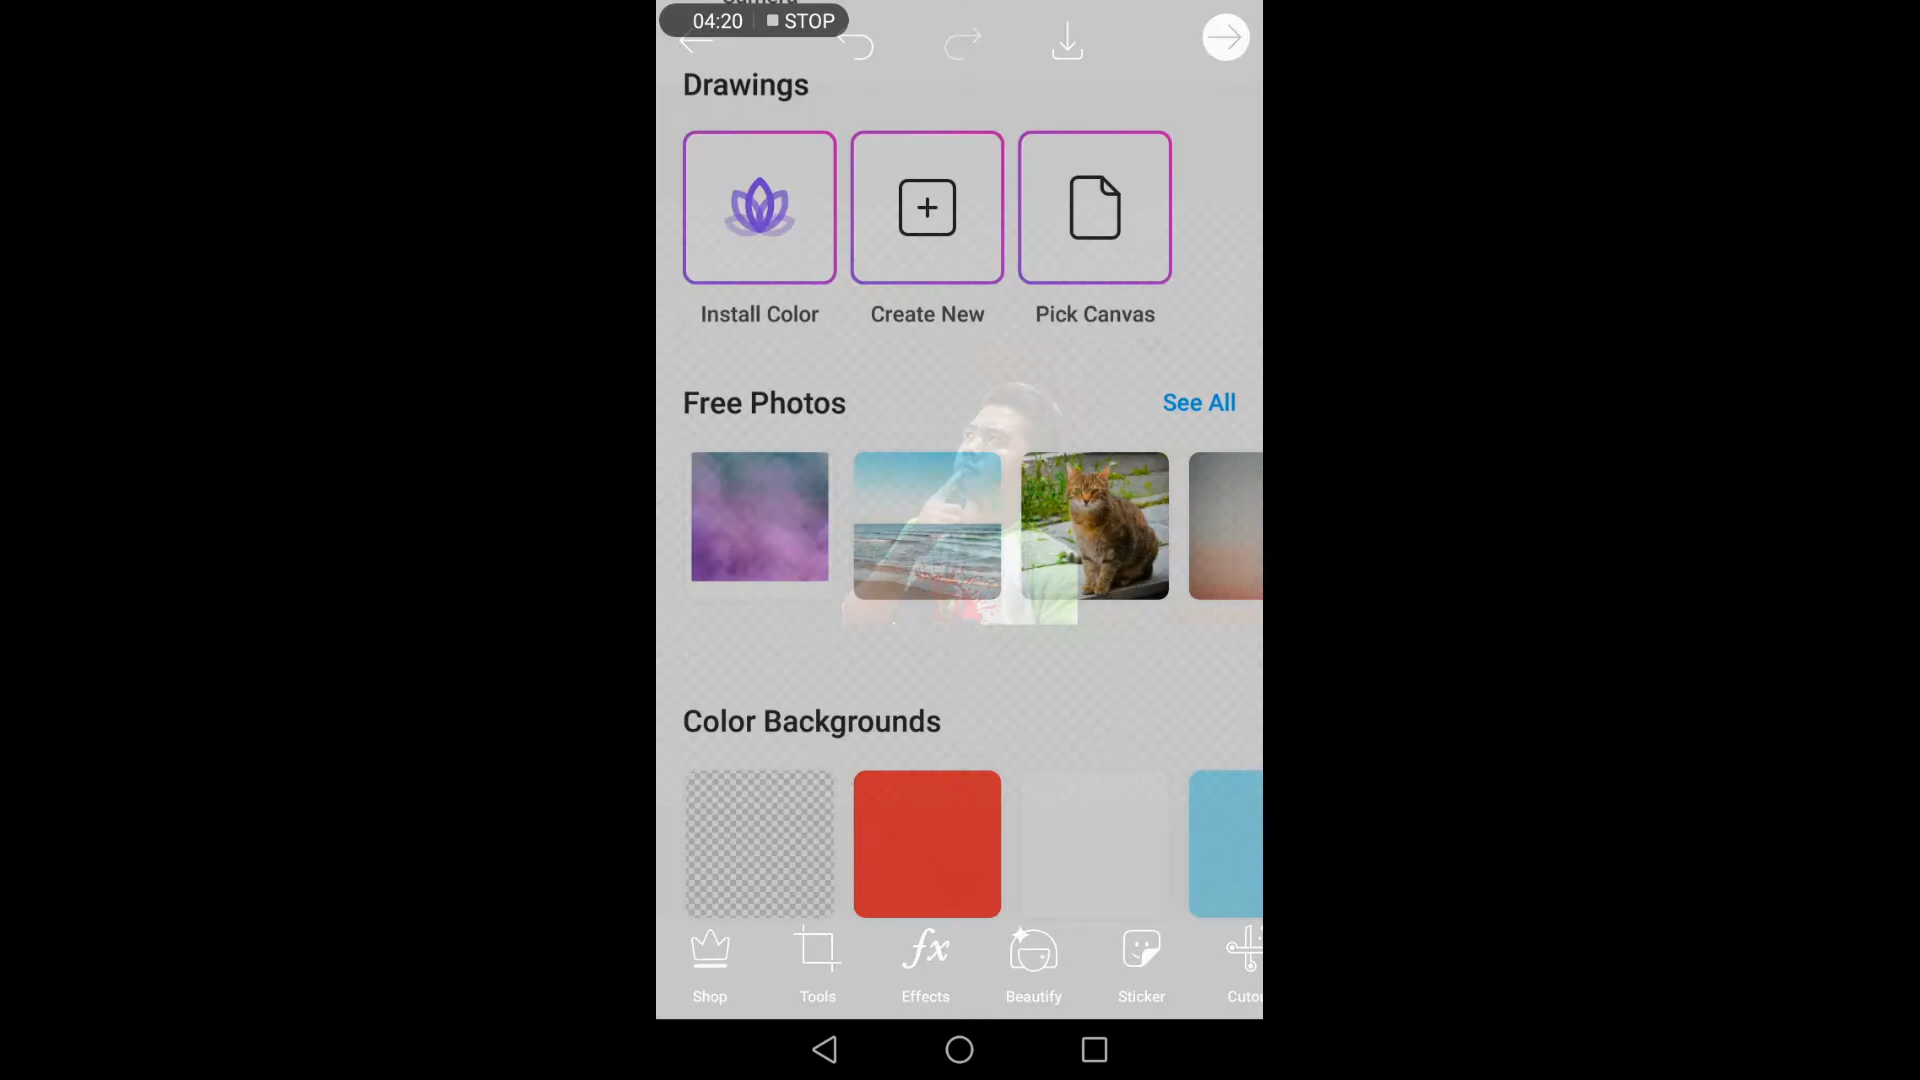 04:20 STOP
Drawings
Install Color Create New Pick Canvas
Free Photos See All
Color Backgrounds
Shop Tools Effects Beautify Sticker